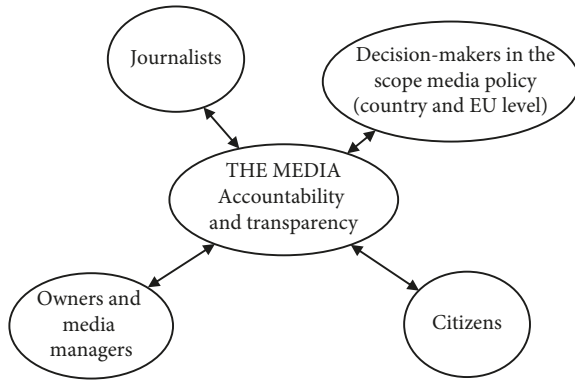 Journalists
Decision-makers in the
scope media policy
(country and EU level)
THE MEDIA
Accountability
and transparency
Owners and
media
managers
Citizens